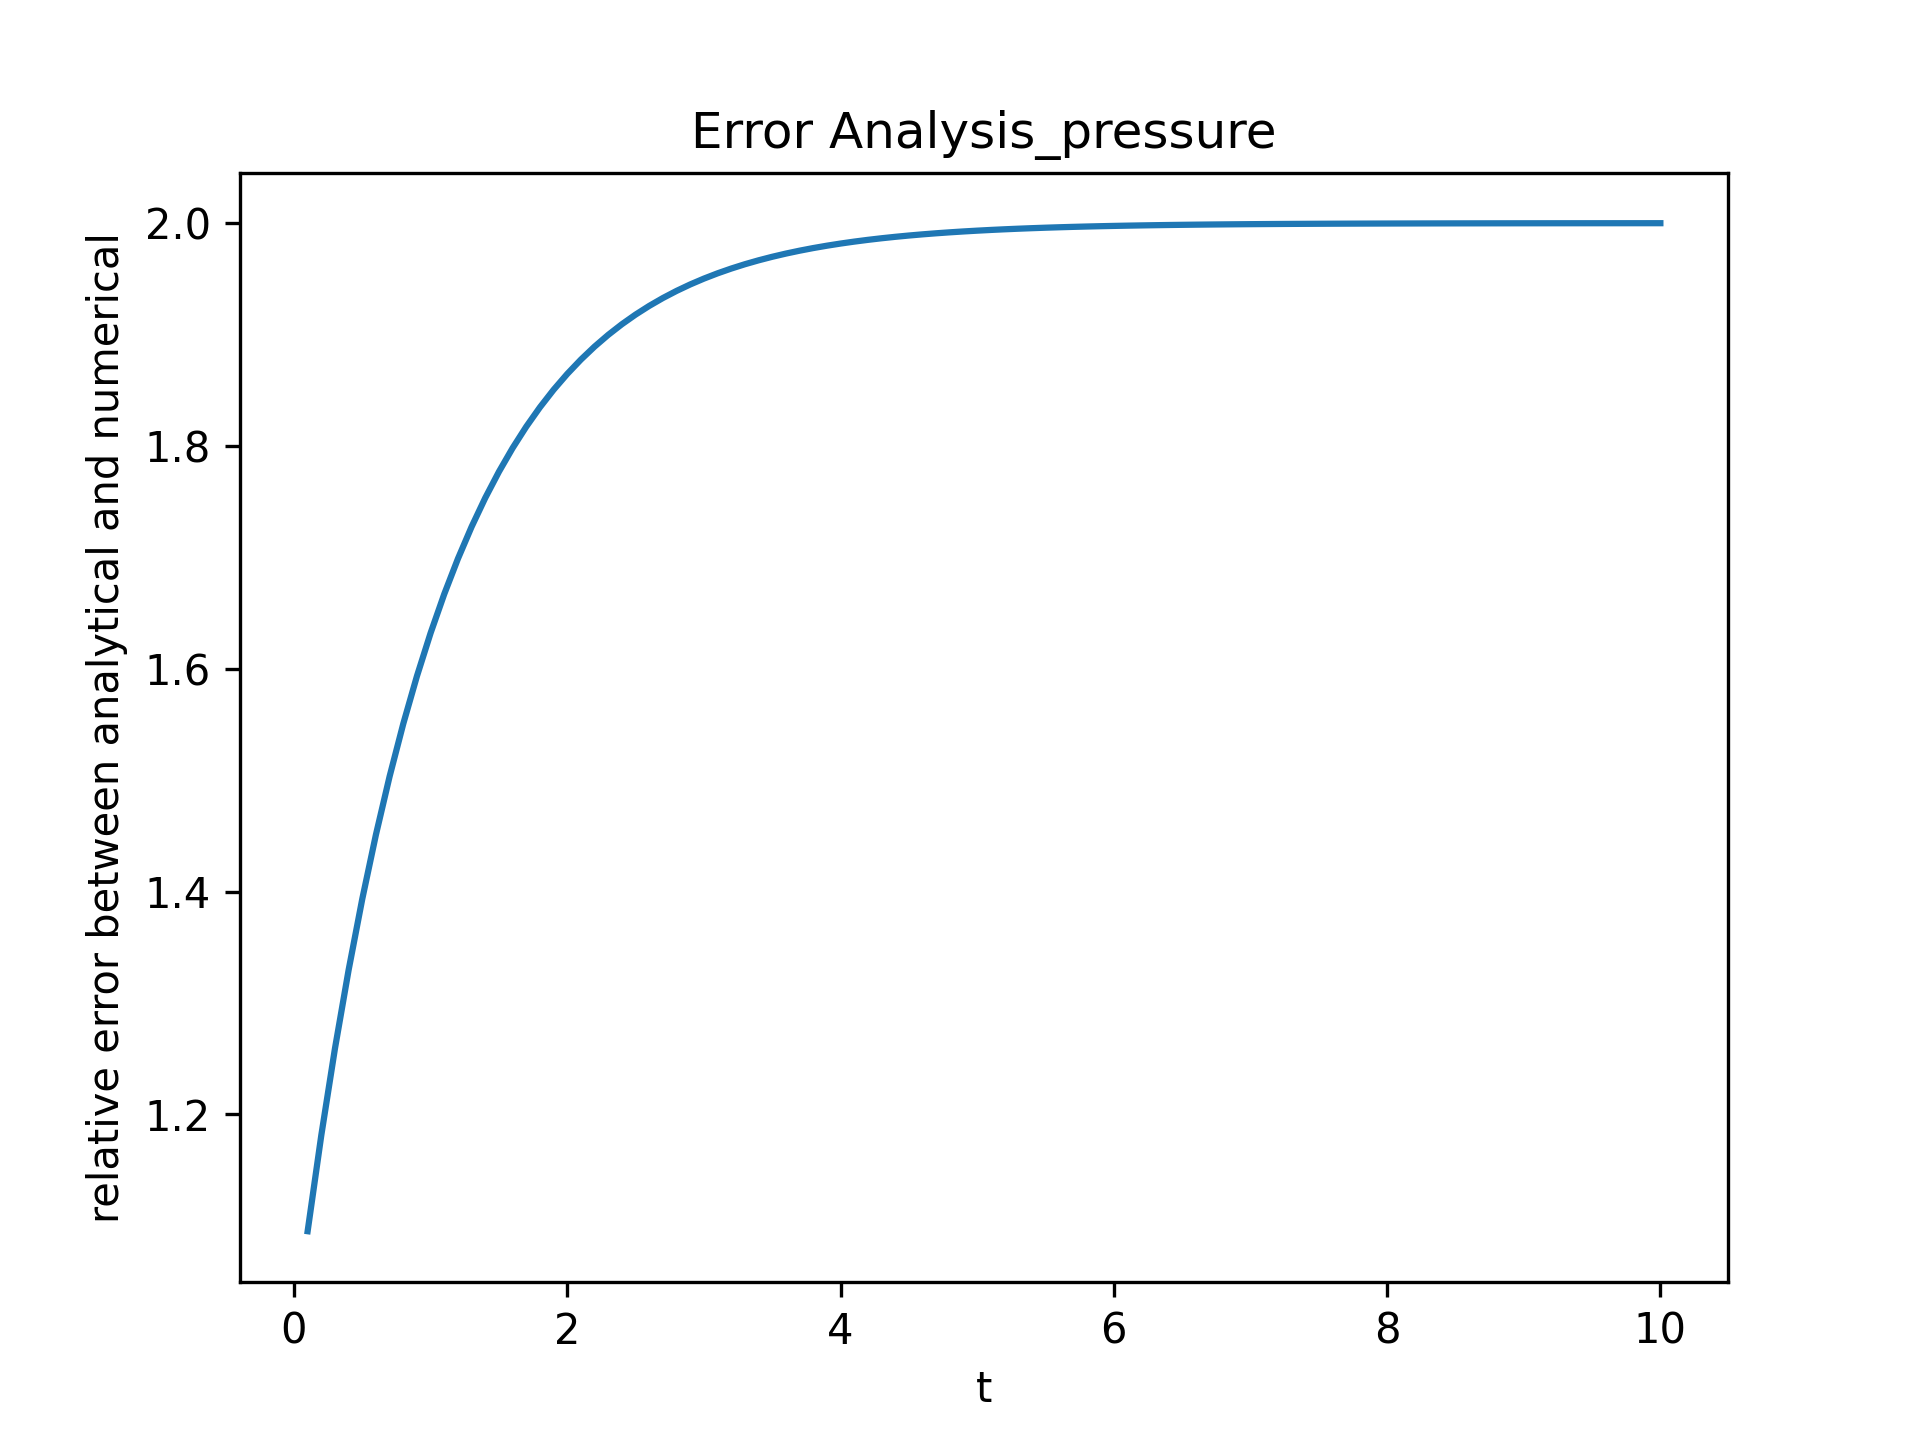 Error Analysis_pressure
relative error between analytical and numerical
2.0
1.8
1.6
1.4
1.2
0 2 4 6 8 10
t